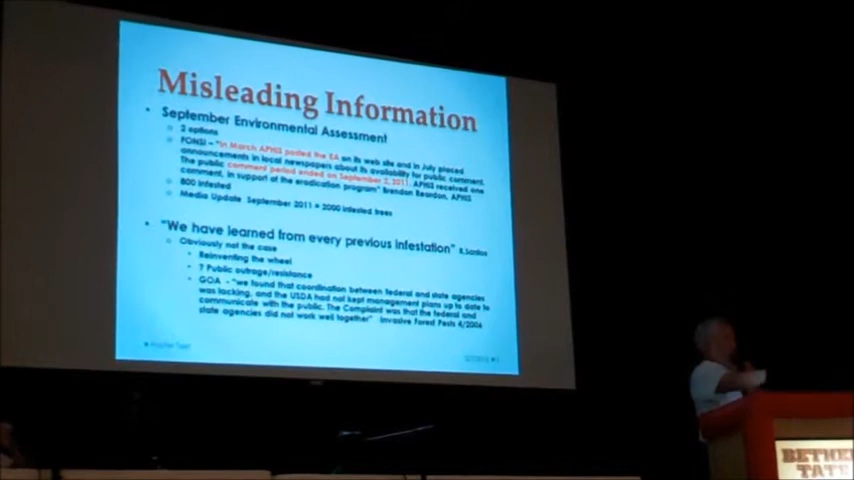 Misleading Information
• September Environmental Assessment
2 options
FONSI – "In March APHIS posted the EA on its web site and in July placed
announcements in local newspapers about its availability for public comment.
The public comment period ended on September 2, 2011. APHIS received one
comment, in support of the eradication program" Brendon Reardon, APHIS
800 infested
Media Update September 2011 = 2000 infested trees
• "We have learned from every previous infestation" R.Santos
Obviously not the case
• Reinventing the wheel
• ? Public outrage/resistance
• GOA - "we found that coordination between federal and state agencies
was lacking, and the USDA had not kept management plans up to date to
communicate with the public. The Complaint was that the federal and
state agencies did not work well together" Invasive Forest Pests 4/2006
BETHE
TATE